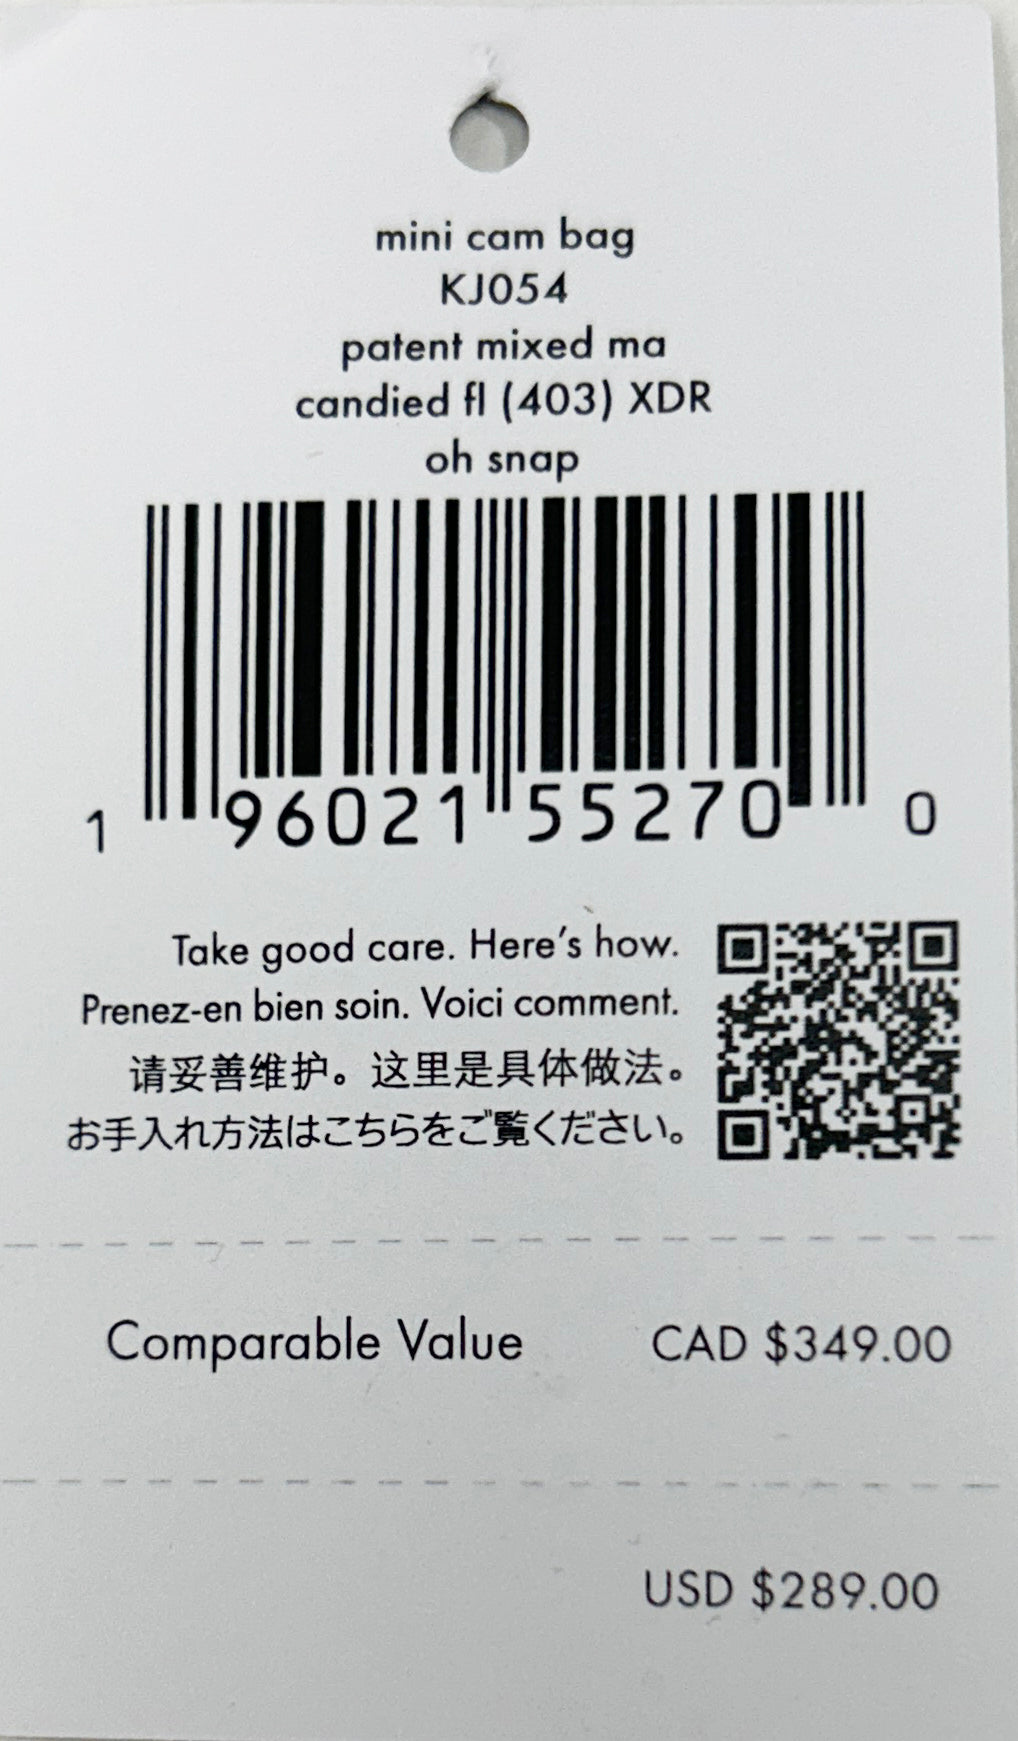 mini cam bag
KJ054
patent mixed ma
candied fl (403) XDR
oh snap
1 96021 55270 0
Take good care. Here's how.
Prenez-en bien soin. Voici comment.
请妥善维护。这里是具体做法。
お手入れ方法はこちらをご覧ください。
Comparable Value CAD $349.00
USD $289.00